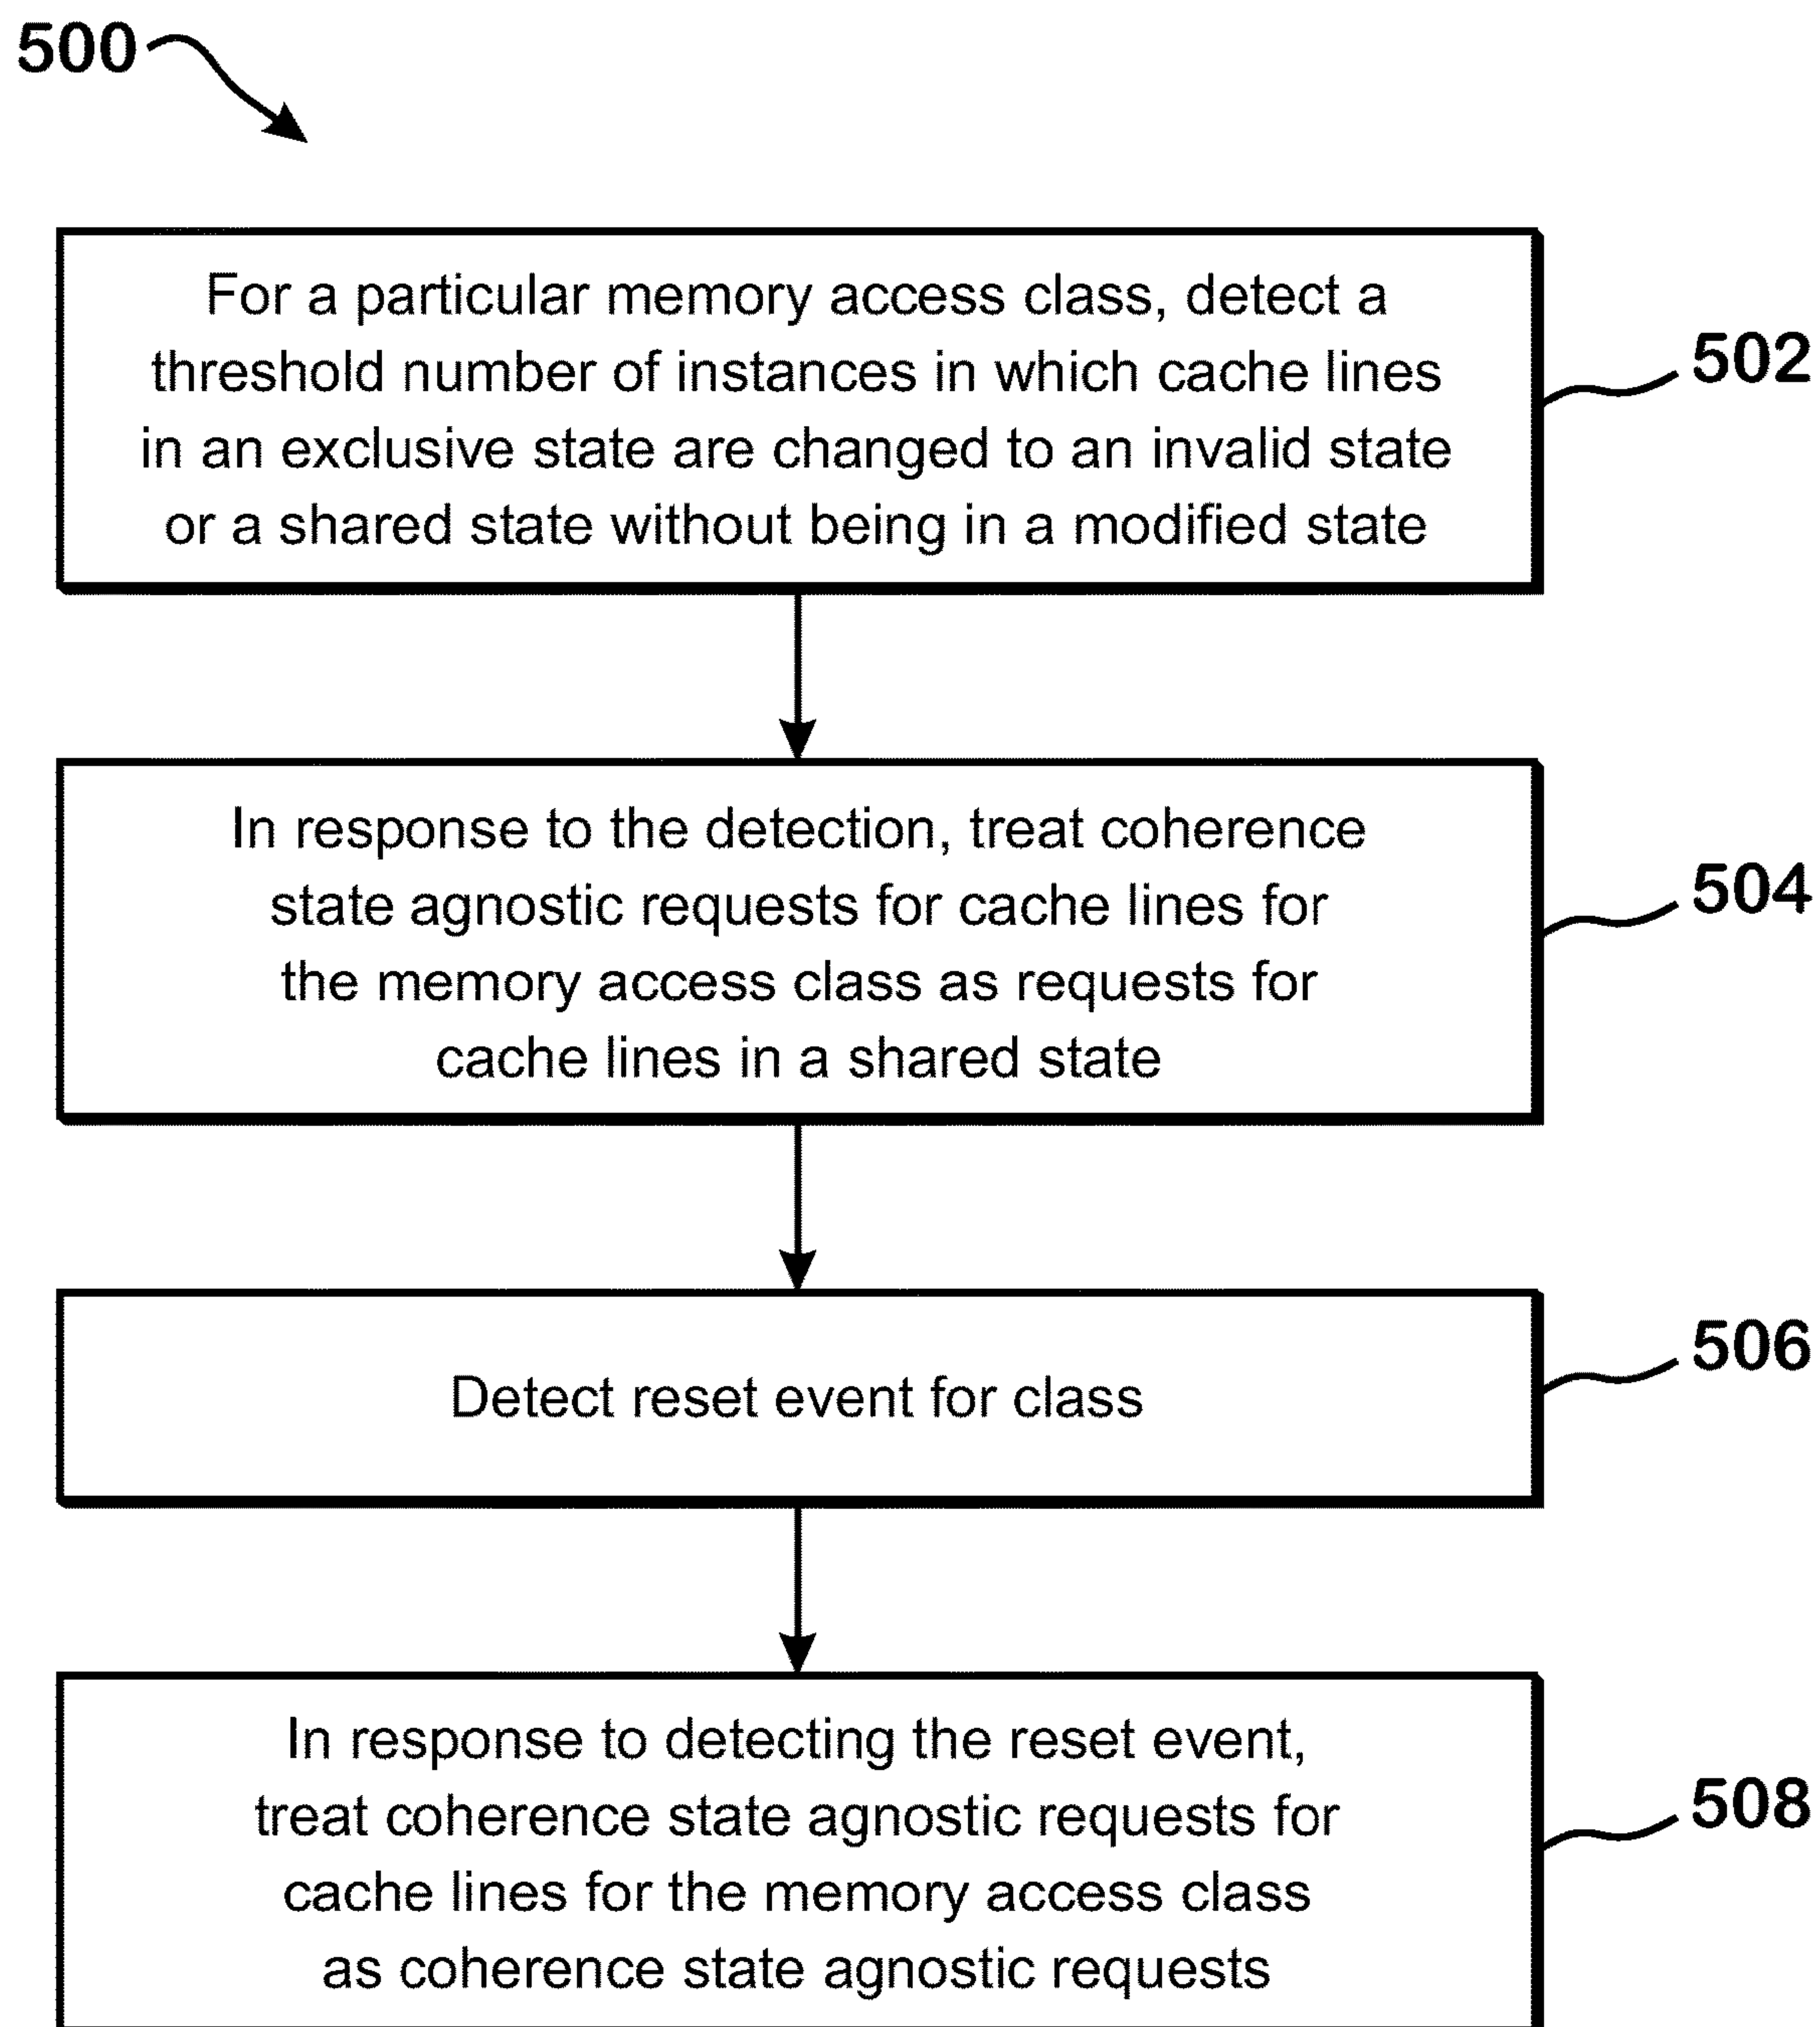 500
For a particular memory access class, detect a
threshold number of instances in which cache lines
in an exclusive state are changed to an invalid state
or a shared state without being in a modified state
502
In response to the detection, treat coherence
state agnostic requests for cache lines for
the memory access class as requests for
cache lines in a shared state
504
Detect reset event for class
506
In response to detecting the reset event,
treat coherence state agnostic requests for
cache lines for the memory access class
as coherence state agnostic requests
508